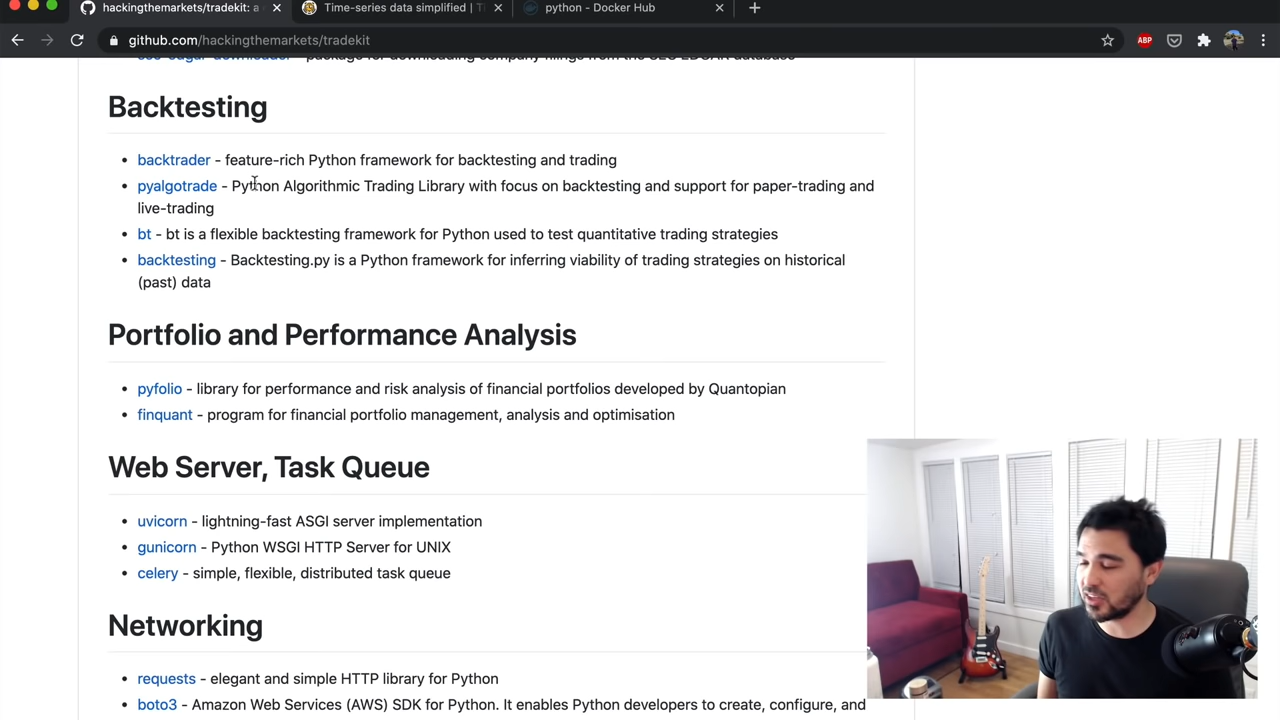 hackingthemarkets/tradekit: a
Time-series data simplified | Ti
python - Docker Hub
github.com/hackingthemarkets/tradekit
ABP
sec-edgar-downloader - package for downloading company filings from the SEC EDGAR database
Backtesting
backtrader - feature-rich Python framework for backtesting and trading
pyalgotrade - Python Algorithmic Trading Library with focus on backtesting and support for paper-trading and
live-trading
bt - bt is a flexible backtesting framework for Python used to test quantitative trading strategies
backtesting - Backtesting.py is a Python framework for inferring viability of trading strategies on historical
(past) data
Portfolio and Performance Analysis
pyfolio - library for performance and risk analysis of financial portfolios developed by Quantopian
finquant - program for financial portfolio management, analysis and optimisation
Web Server, Task Queue
uvicorn - lightning-fast ASGI server implementation
gunicorn - Python WSGI HTTP Server for UNIX
celery - simple, flexible, distributed task queue
Networking
requests - elegant and simple HTTP library for Python
boto3 - Amazon Web Services (AWS) SDK for Python. It enables Python developers to create, configure, and